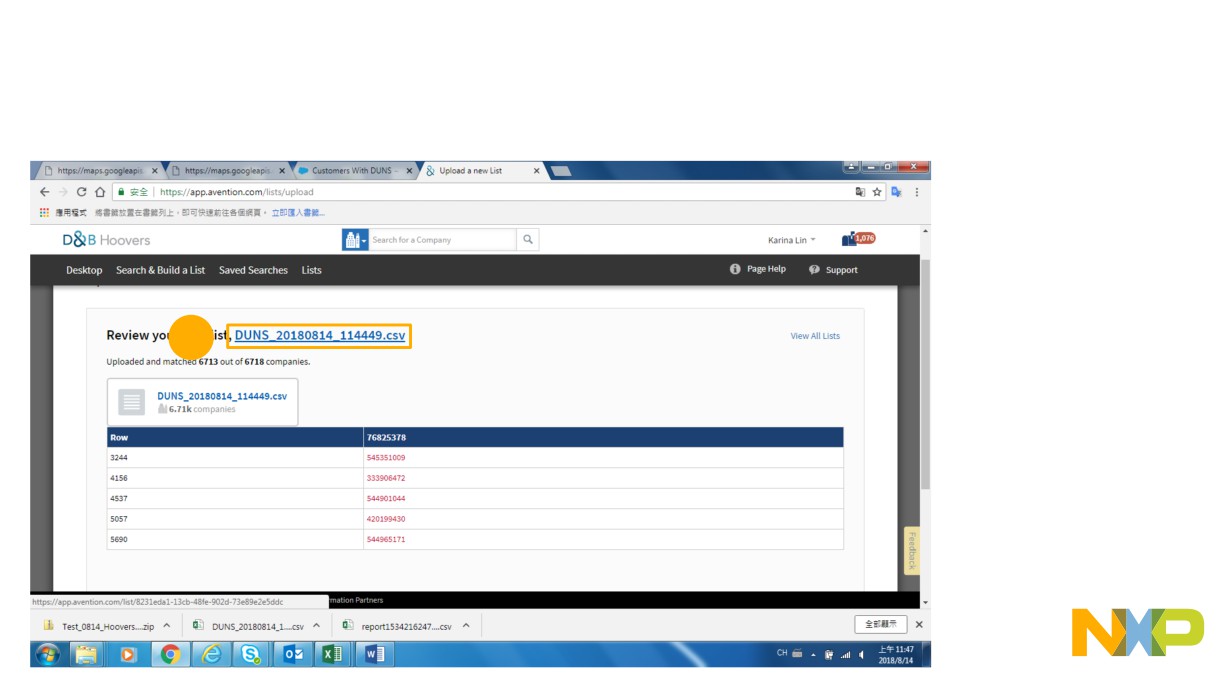 https://maps.googleapis × https://maps.googleapis × Customers With DUNS - × Upload a new List ×
安全 | https://app.avention.com/lists/upload
應用程式 將書籤放置在書籤列上,即可快速前往各個網頁。 立即匯入書籤...
D&B Hoovers Search for a Company Karina Lin 1,076
Desktop Search & Build a List Saved Searches Lists Page Help Support
Review you ist, DUNS_20180814_114449.csv View All Lists
Uploaded and matched 6713 out of 6718 companies.
DUNS_20180814_114449.csv
6.71k companies
Row 76825378
3244 545351009
4156 333906472
4537 544901044
5057 420199430
5690 544965171
Feedback
https://app.avention.com/list/8231eda1-13cb-48fe-902d-73e89e2e5ddc rmation Partners
Test_0814_Hoovers....zip DUNS_20180814_1....csv report1534216247....csv 全部顯示 ×
CH 上午 11:47
2018/8/14
NXP